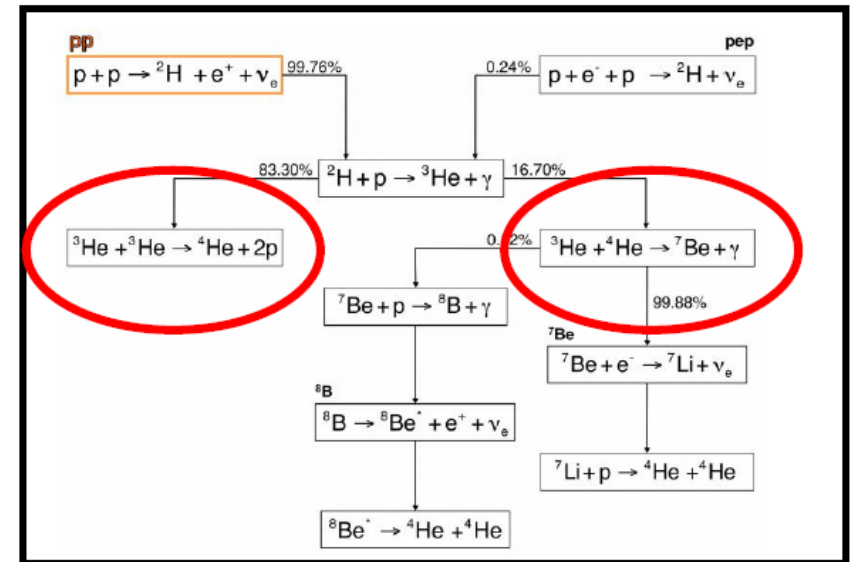 pp
pep
p + p → ²H + e⁺ + νₑ
99.76%
0.24%
p + e⁻ + p → ²H + νₑ
83.30%
²H + p → ³He + γ
16.70%
³He + ³He → ⁴He + 2p
³He + ⁴He → ⁷Be + γ
⁷Be + p → ⁸B + γ
99.88%
⁷Be
⁷Be + e⁻ → ⁷Li + νₑ
⁸B
⁸B → ⁸Be* + e⁺ + νₑ
⁷Li + p → ⁴He + ⁴He
⁸Be* → ⁴He + ⁴He